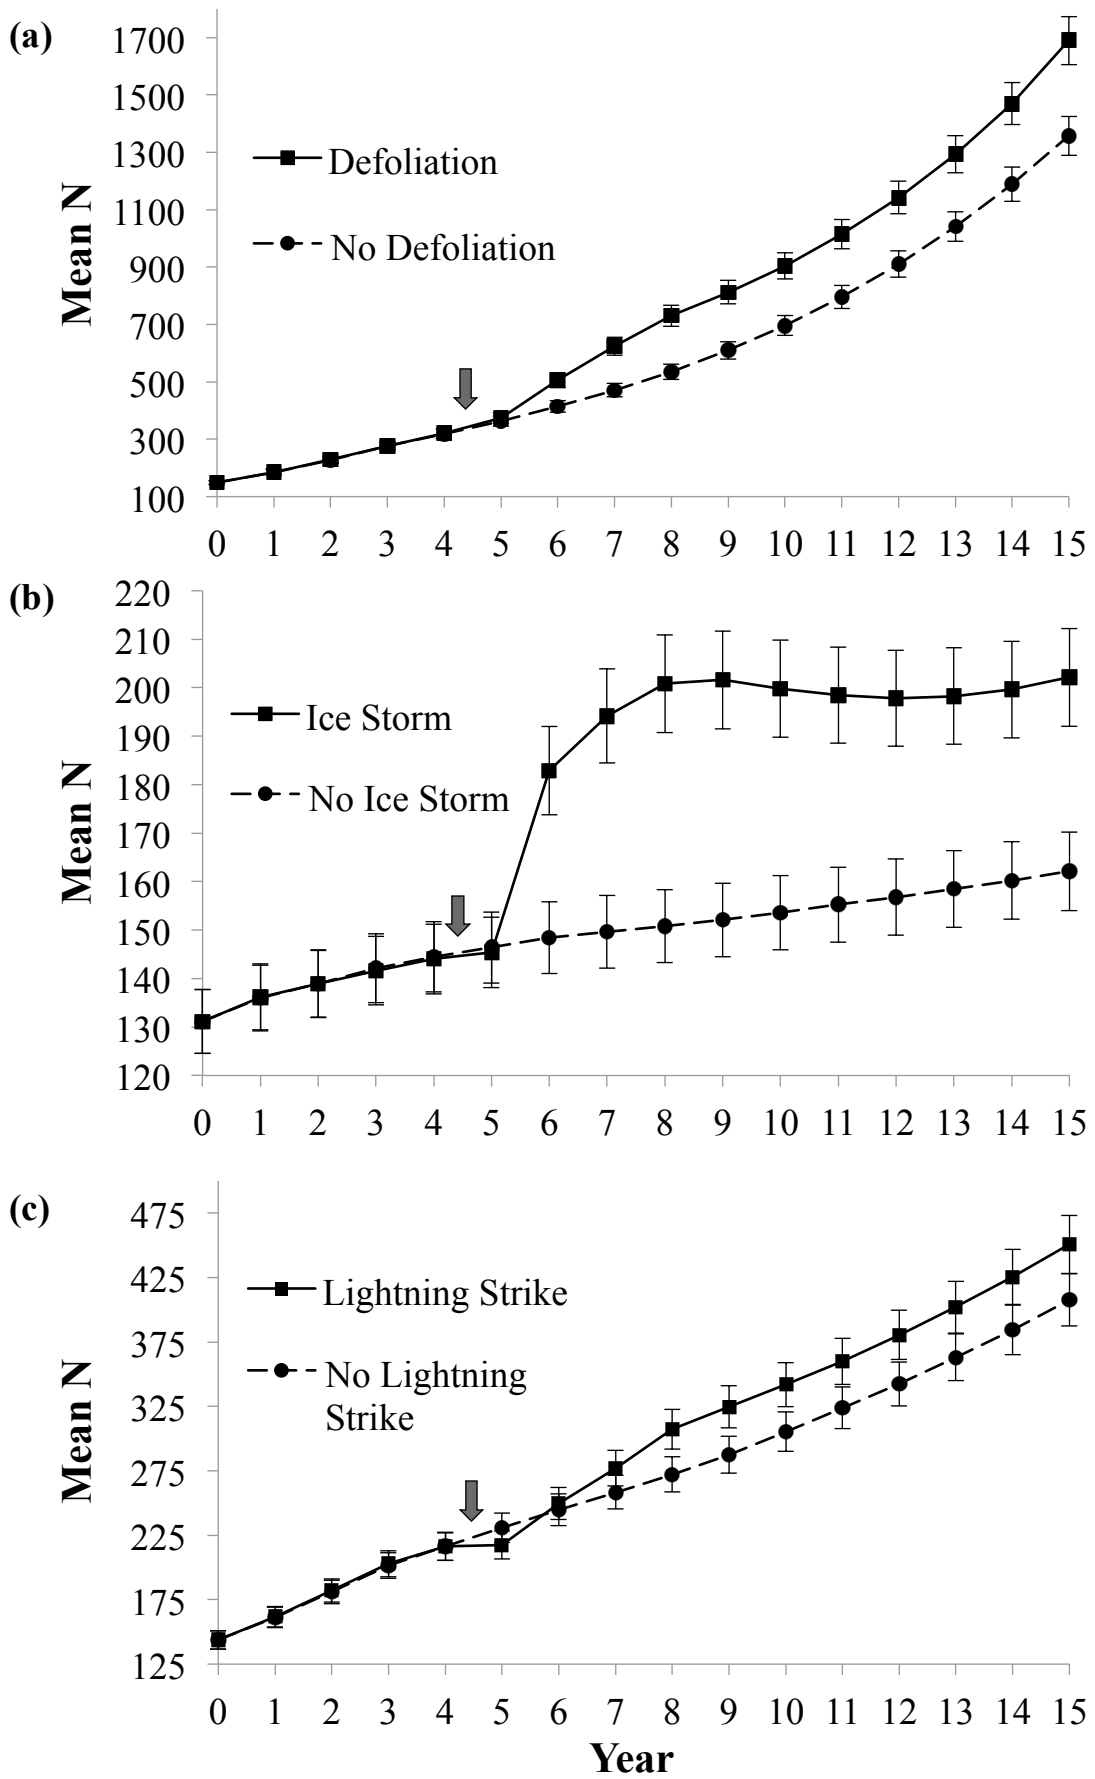 (a)
1700
1500
1300
1100
900
700
500
300
100
Mean N
Defoliation
No Defoliation
0 1 2 3 4 5 6 7 8 9 10 11 12 13 14 15
(b)
220
210
200
190
180
170
160
150
140
130
120
Mean N
Ice Storm
No Ice Storm
0 1 2 3 4 5 6 7 8 9 10 11 12 13 14 15
(c)
475
425
375
325
275
225
175
125
Mean N
Lightning Strike
No Lightning
Strike
0 1 2 3 4 5 6 7 8 9 10 11 12 13 14 15
Year